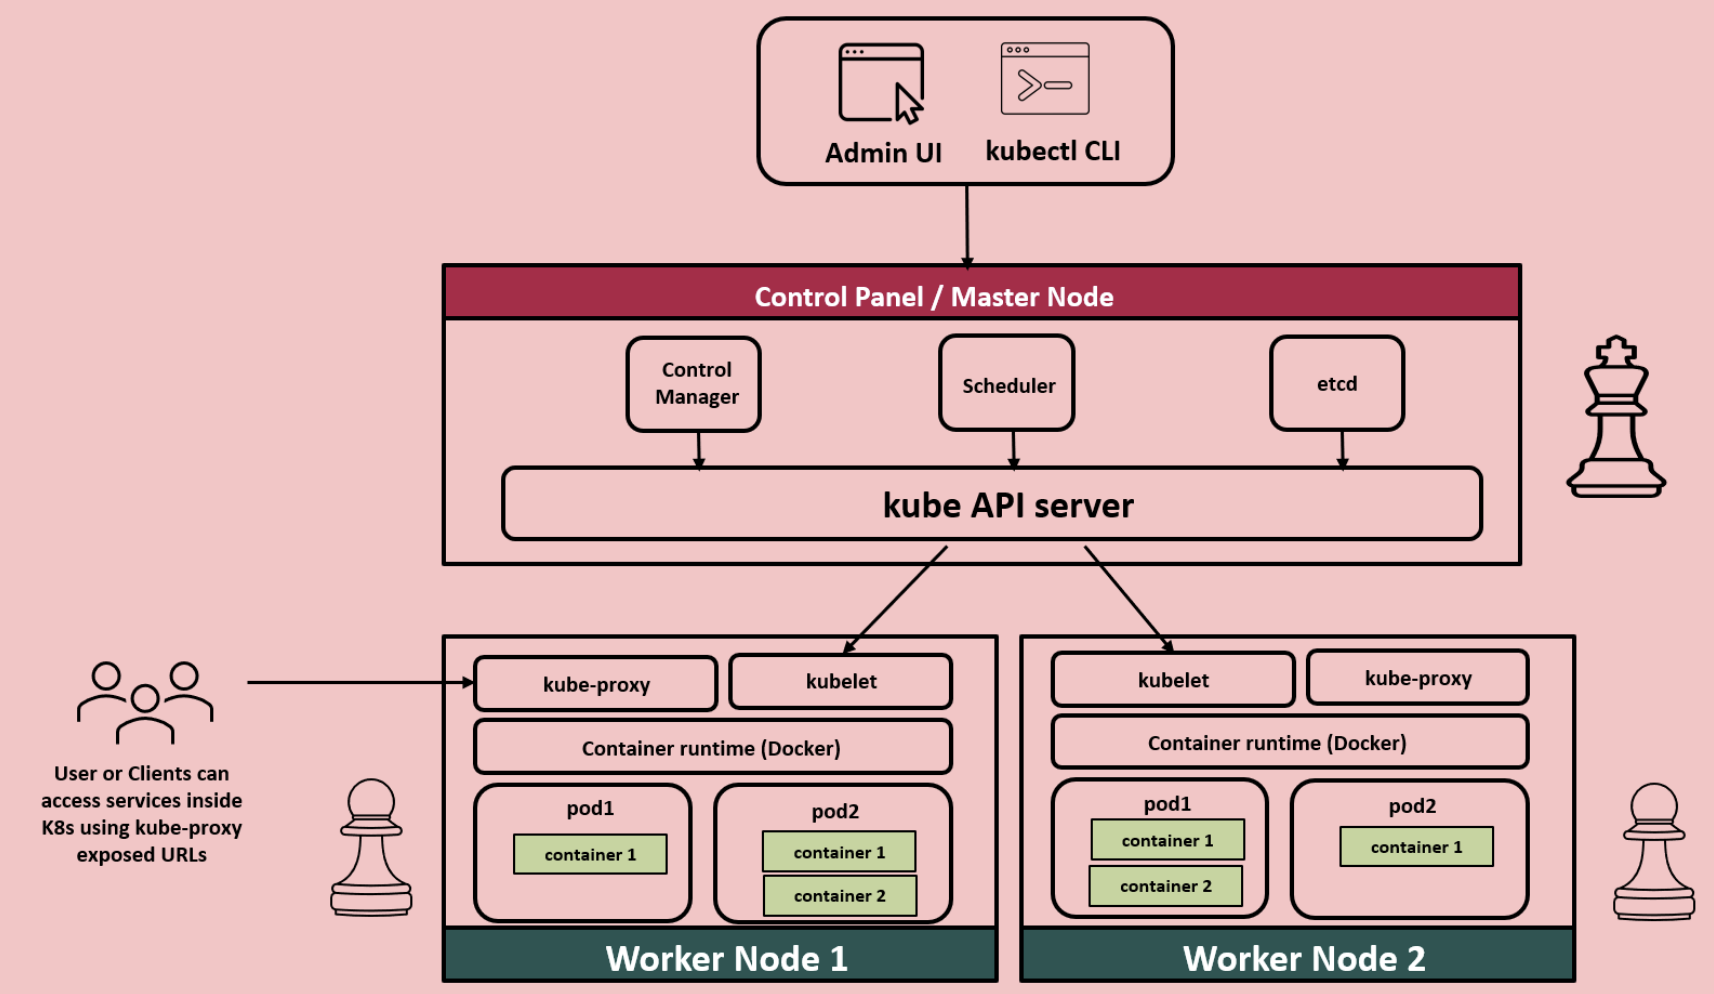 Admin UI
kubectl CLI
Control Panel / Master Node
Control
Manager
Scheduler
etcd
kube API server
kube-proxy
kubelet
Container runtime (Docker)
pod1
container 1
pod2
container 1
container 2
Worker Node 1
kubelet
kube-proxy
Container runtime (Docker)
pod1
container 1
container 2
pod2
container 1
Worker Node 2
User or Clients can
access services inside
K8s using kube-proxy
exposed URLs